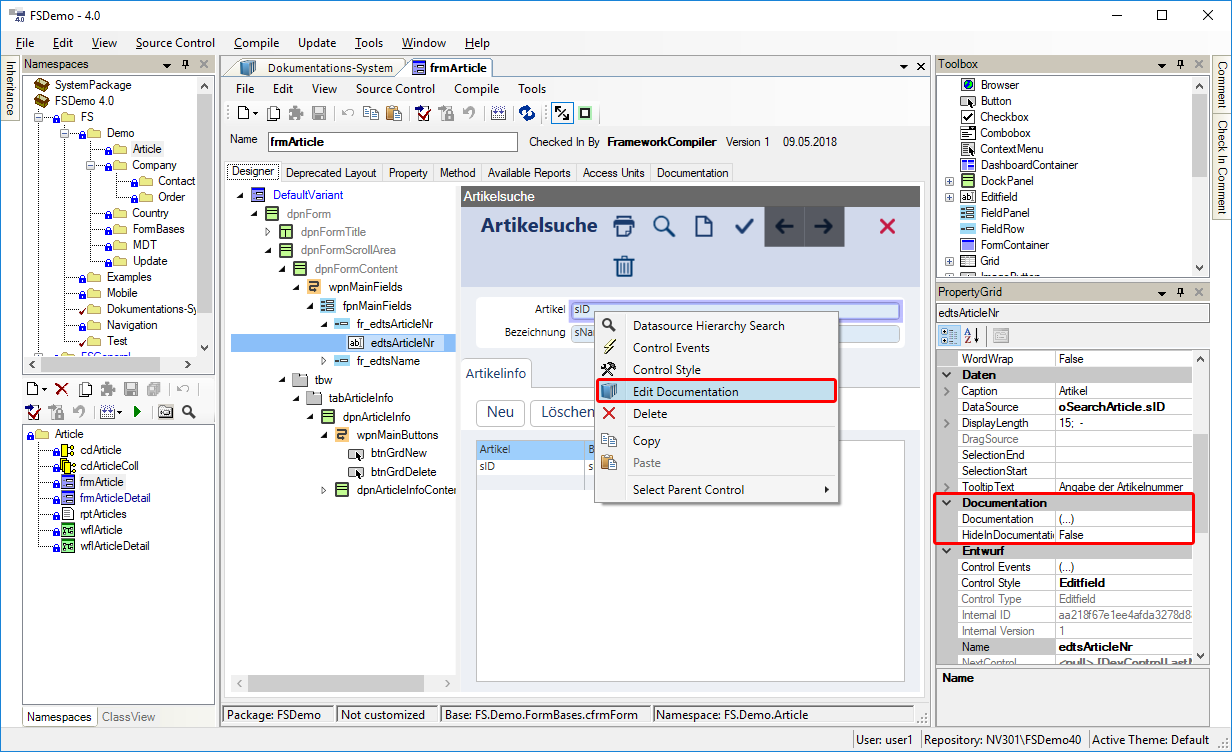 FSDemo - 4.0
File Edit View Source Control Compile Update Tools Window Help
Inheritance
Namespaces
SystemPackage
FSDemo 4.0
FS
Demo
Article
Company
Contact
Order
Country
FormBases
MDT
Update
Examples
Mobile
Dokumentations-Sy
Navigation
Test
FSGeneral
Article
cdArticle
cdArticleColl
frmArticle
frmArticleDetail
rptArticles
wflArticle
wflArticleDetail
Namespaces ClassView
Dokumentations-System frmArticle
File Edit View Source Control Compile Tools
Name frmArticle Checked In By FrameworkCompiler Version 1 09.05.2018
Designer Deprecated Layout Property Method Available Reports Access Units Documentation
DefaultVariant
dpnForm
dpnFormTitle
dpnFormScrollArea
dpnFormContent
wpnMainFields
fpnMainFields
fr_edtsArticleNr
edtsArticleNr
fr_edtsName
tbw
tabArticleInfo
dpnArticleInfo
wpnMainButtons
btnGrdNew
btnGrdDelete
dpnArticleInfoConter
Artikelsuche
Artikelsuche
Artikel sID
Bezeichnung sNa
Artikelinfo
Neu Löschen
Artikel B
sID s
Datasource Hierarchy Search
Control Events
Control Style
Edit Documentation
Delete
Copy
Paste
Select Parent Control
Package: FSDemo Not customized Base: FS.Demo.FormBases.cfrmForm Namespace: FS.Demo.Article
Toolbox
Browser
Button
Checkbox
Combobox
ContextMenu
DashboardContainer
DockPanel
Editfield
FieldPanel
FieldRow
FormContainer
Grid
ImageButton
PropertyGrid
edtsArticleNr
WordWrap False
Daten
Caption Artikel
DataSource oSearchArticle.sID
DisplayLength 15; -
DragSource
SelectionEnd
SelectionStart
TooltipText Angabe der Artikelnummer
Documentation
Documentation (...)
HideInDocumentatio False
Entwurf
Control Events (...)
Control Style Editfield
Control Type Editfield
Internal ID aa218f67e1ee4afda3278d8
Internal Version 1
Name edtsArticleNr
NextControl <null> [DevControl.Last
Name
Comment
Check In Comment
User: user1 Repository: NV301\FSDemo40 Active Theme: Default